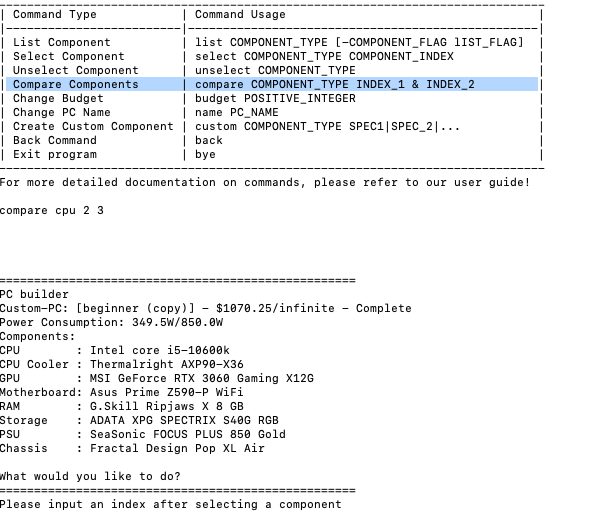 | Command Type | Command Usage |
| List Component | list COMPONENT_TYPE [-COMPONENT_FLAG lIST_FLAG] |
| Select Component | select COMPONENT_TYPE COMPONENT_INDEX |
| Unselect Component | unselect COMPONENT_TYPE |
| Compare Components | compare COMPONENT_TYPE INDEX_1 & INDEX_2 |
| Change Budget | budget POSITIVE_INTEGER |
| Change PC Name | name PC_NAME |
| Create Custom Component | custom COMPONENT_TYPE SPEC1|SPEC_2|... |
| Back Command | back |
| Exit program | bye |
For more detailed documentation on commands, please refer to our user guide!
compare cpu 2 3
===================================================
PC builder
Custom-PC: [beginner (copy)] - $1070.25/infinite - Complete
Power Consumption: 349.5W/850.0W
Components:
CPU : Intel core i5-10600k
CPU Cooler : Thermalright AXP90-X36
GPU : MSI GeForce RTX 3060 Gaming X12G
Motherboard: Asus Prime Z590-P WiFi
RAM : G.Skill Ripjaws X 8 GB
Storage : ADATA XPG SPECTRIX S40G RGB
PSU : SeaSonic FOCUS PLUS 850 Gold
Chassis : Fractal Design Pop XL Air
What would you like to do?
===================================================
Please input an index after selecting a component